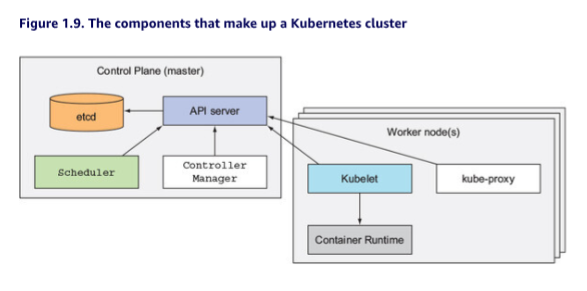 Figure 1.9. The components that make up a Kubernetes cluster
Control Plane (master)
etcd
API server
Scheduler
Controller
Manager
Worker node(s)
Kubelet
kube-proxy
Container Runtime